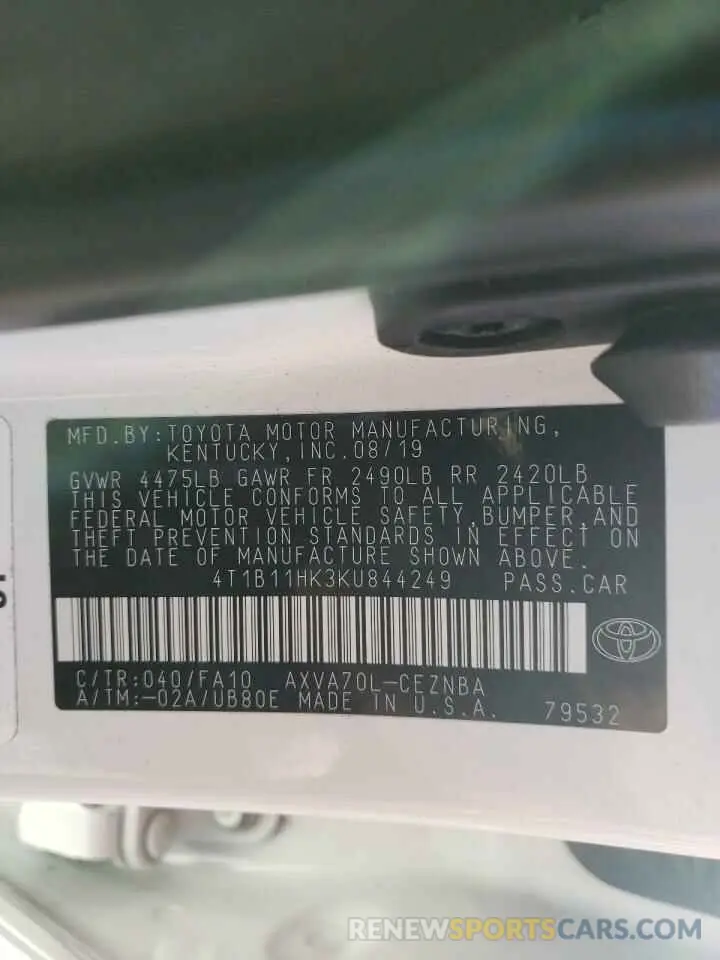 MFD.BY:TOYOTA MOTOR MANUFACTURING,
KENTUCKY,INC.08/19
GVWR 4475LB GAWR FR 2490LB RR 2420LB
THIS VEHICLE CONFORMS TO ALL APPLICABLE
FEDERAL MOTOR VEHICLE SAFETY,BUMPER,AND
THEFT PREVENTION STANDARDS IN EFFECT ON
THE DATE OF MANUFACTURE SHOWN ABOVE.
4T1B11HK3KU844249 PASS.CAR
C/TR:040/FA10 AXVA70L-CEZNBA
A/TM:-02A/UB80E MADE IN U.S.A. 79532
RENEWSPORTSCARS.COM